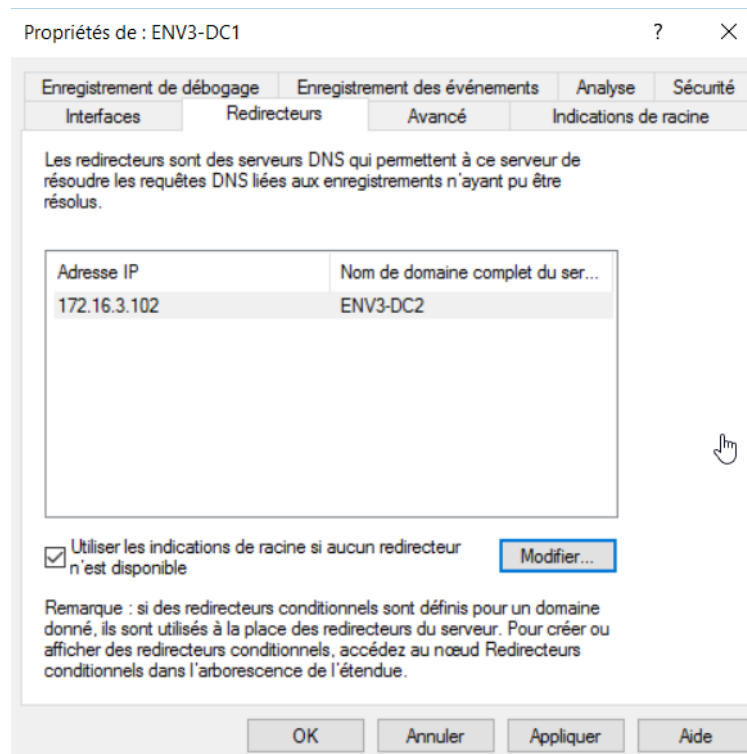 Propriétés de : ENV3-DC1
?
Enregistrement de débogage Enregistrement des événements Analyse Sécurité
Interfaces Redirecteurs Avancé Indications de racine
Les redirecteurs sont des serveurs DNS qui permettent à ce serveur de
résoudre les requêtes DNS liées aux enregistrements n'ayant pu être
résolus.
Adresse IP Nom de domaine complet du ser...
172.16.3.102 ENV3-DC2
Utiliser les indications de racine si aucun redirecteur
n'est disponible
Modifier...
Remarque : si des redirecteurs conditionnels sont définis pour un domaine
donné, ils sont utilisés à la place des redirecteurs du serveur. Pour créer ou
afficher des redirecteurs conditionnels, accédez au nœud Redirecteurs
conditionnels dans l'arborescence de l'étendue.
OK Annuler Appliquer Aide